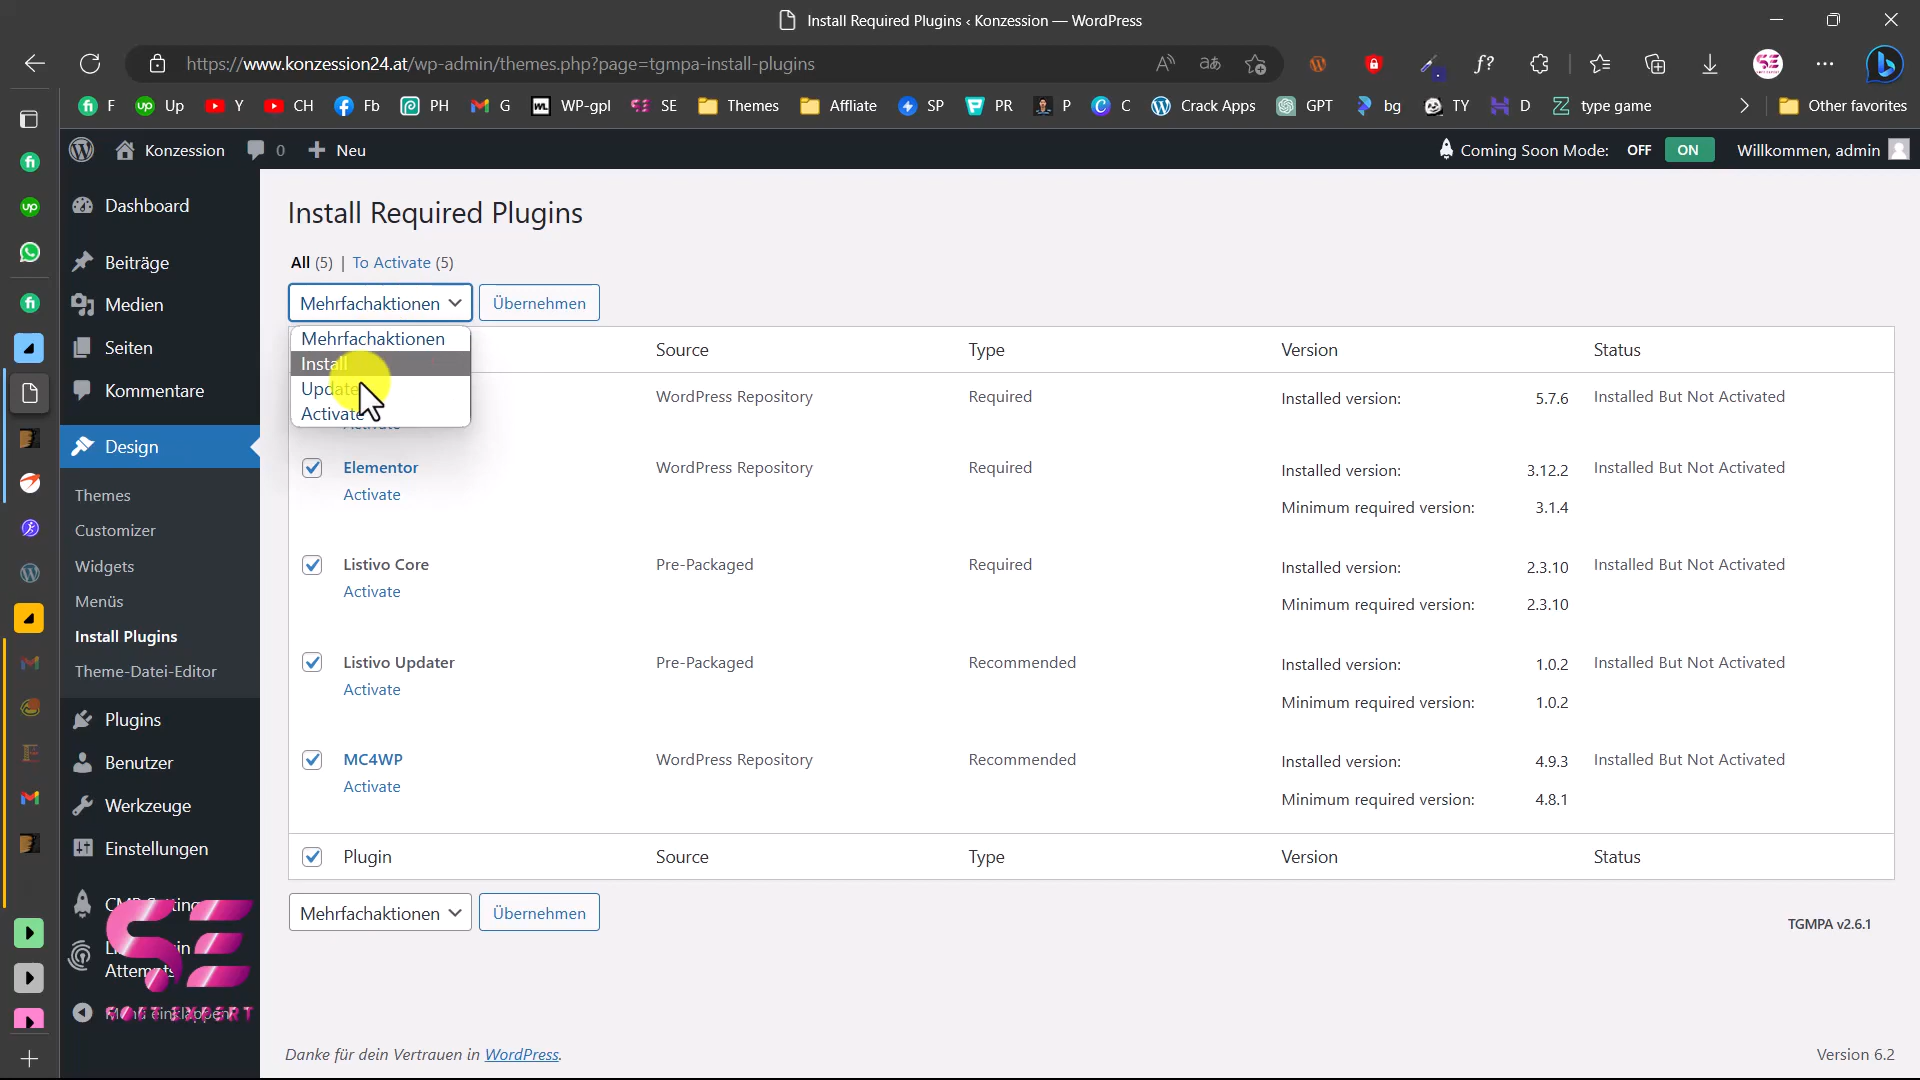 Install Required Plugins ‹ Konzession — WordPress
https://www.konzession24.at/wp-admin/themes.php?page=tgmpa-install-plugins
F Up Y CH Fb PH G WP-gpl SE Themes Affliate SP PR P C Crack Apps GPT bg TY D type game Other favorites
Konzession 0 Neu Coming Soon Mode: OFF ON Willkommen, admin
Dashboard
Beiträge
Medien
Seiten
Kommentare
Design
Themes
Customizer
Widgets
Menüs
Install Plugins
Theme-Datei-Editor
Plugins
Benutzer
Werkzeuge
Einstellungen
Attempts
Menü einklappen
SE
SOFT EXPERT
Install Required Plugins
All (5) | To Activate (5)
Mehrfachaktionen Übernehmen
Mehrfachaktionen
Install
Update
Activate
Source Type Version Status
WordPress Repository Required Installed version: 5.7.6 Installed But Not Activated
Activate
Elementor WordPress Repository Required Installed version: 3.12.2 Installed But Not Activated
Activate Minimum required version: 3.1.4
Listivo Core Pre-Packaged Required Installed version: 2.3.10 Installed But Not Activated
Activate Minimum required version: 2.3.10
Listivo Updater Pre-Packaged Recommended Installed version: 1.0.2 Installed But Not Activated
Activate Minimum required version: 1.0.2
MC4WP WordPress Repository Recommended Installed version: 4.9.3 Installed But Not Activated
Activate Minimum required version: 4.8.1
Plugin Source Type Version Status
Mehrfachaktionen Übernehmen
TGMPA v2.6.1
Danke für dein Vertrauen in WordPress.
Version 6.2